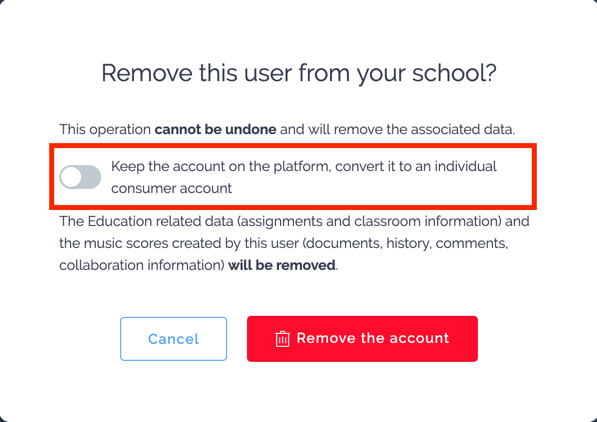 Remove this user from your school?
This operation cannot be undone and will remove the associated data.
Keep the account on the platform, convert it to an individual
consumer account
The Education related data (assignments and classroom information) and
the music scores created by this user (documents, history, comments,
collaboration information) will be removed.
Cancel
Remove the account